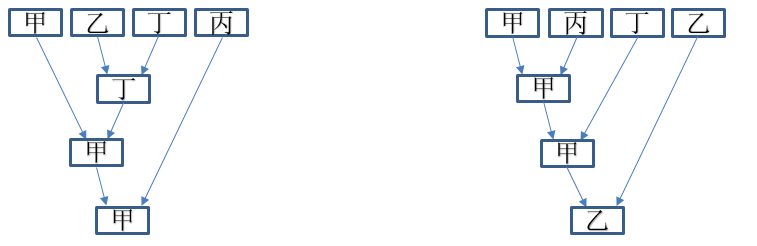 甲 乙 丁 丙 甲 丙 丁 乙
丁 甲
甲 甲
甲 乙